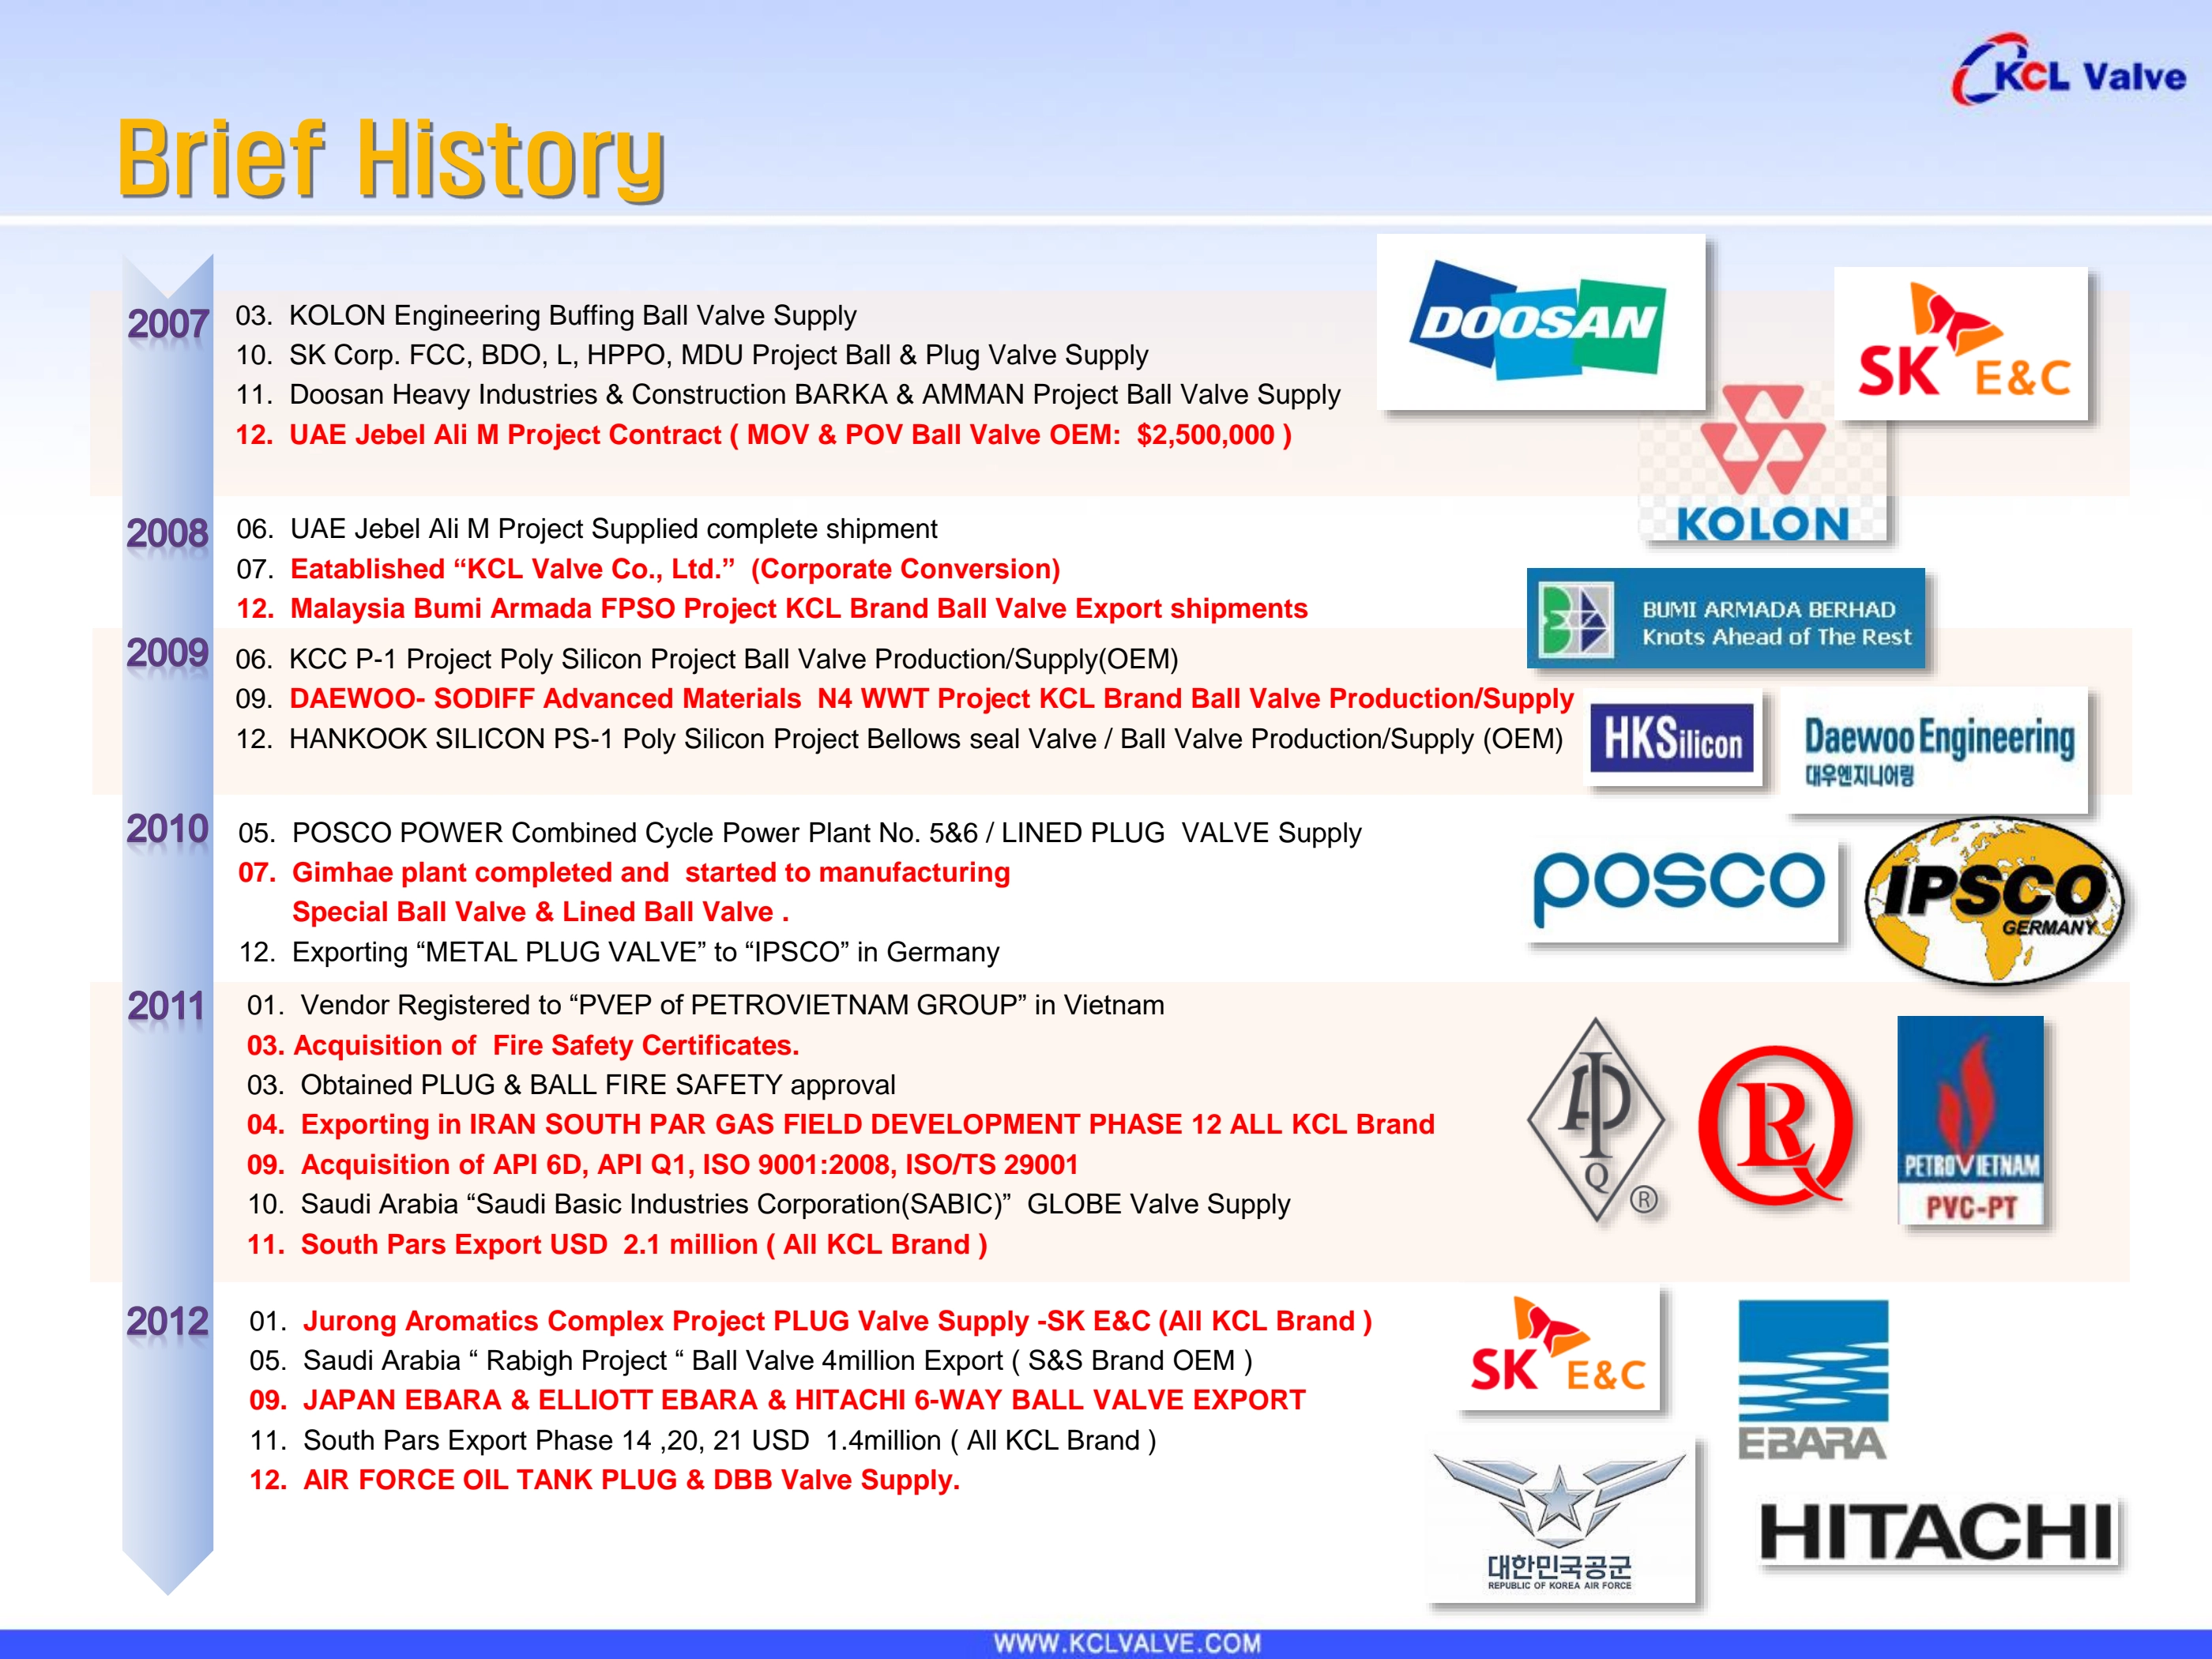 KCL Valve
Brief History
2007
03. KOLON Engineering Buffing Ball Valve Supply
10. SK Corp. FCC, BDO, L, HPPO, MDU Project Ball & Plug Valve Supply
11. Doosan Heavy Industries & Construction BARKA & AMMAN Project Ball Valve Supply
12. UAE Jebel Ali M Project Contract ( MOV & POV Ball Valve OEM: $2,500,000 )
DOOSAN
SK E&C
KOLON
2008
06. UAE Jebel Ali M Project Supplied complete shipment
07. Eatablished “KCL Valve Co., Ltd.” (Corporate Conversion)
12. Malaysia Bumi Armada FPSO Project KCL Brand Ball Valve Export shipments
BUMI ARMADA BERHAD
Knots Ahead of The Rest
2009
06. KCC P-1 Project Poly Silicon Project Ball Valve Production/Supply(OEM)
09. DAEWOO- SODIFF Advanced Materials N4 WWT Project KCL Brand Ball Valve Production/Supply
12. HANKOOK SILICON PS-1 Poly Silicon Project Bellows seal Valve / Ball Valve Production/Supply (OEM)
HKSilicon
Daewoo Engineering
대우엔지니어링
2010
05. POSCO POWER Combined Cycle Power Plant No. 5&6 / LINED PLUG VALVE Supply
07. Gimhae plant completed and started to manufacturing
Special Ball Valve & Lined Ball Valve .
12. Exporting “METAL PLUG VALVE” to “IPSCO” in Germany
posco
IPSCO
GERMANY
2011
01. Vendor Registered to “PVEP of PETROVIETNAM GROUP” in Vietnam
03. Acquisition of Fire Safety Certificates.
03. Obtained PLUG & BALL FIRE SAFETY approval
04. Exporting in IRAN SOUTH PAR GAS FIELD DEVELOPMENT PHASE 12 ALL KCL Brand
09. Acquisition of API 6D, API Q1, ISO 9001:2008, ISO/TS 29001
10. Saudi Arabia “Saudi Basic Industries Corporation(SABIC)” GLOBE Valve Supply
11. South Pars Export USD 2.1 million ( All KCL Brand )
API
Q
®
LRQ
PETROVIETNAM
PVC-PT
2012
01. Jurong Aromatics Complex Project PLUG Valve Supply -SK E&C (All KCL Brand )
05. Saudi Arabia “ Rabigh Project “ Ball Valve 4million Export ( S&S Brand OEM )
09. JAPAN EBARA & ELLIOTT EBARA & HITACHI 6-WAY BALL VALVE EXPORT
11. South Pars Export Phase 14 ,20, 21 USD 1.4million ( All KCL Brand )
12. AIR FORCE OIL TANK PLUG & DBB Valve Supply.
SK E&C
EBARA
대한민국공군
REPUBLIC OF KOREA AIR FORCE
HITACHI
WWW.KCLVALVE.COM